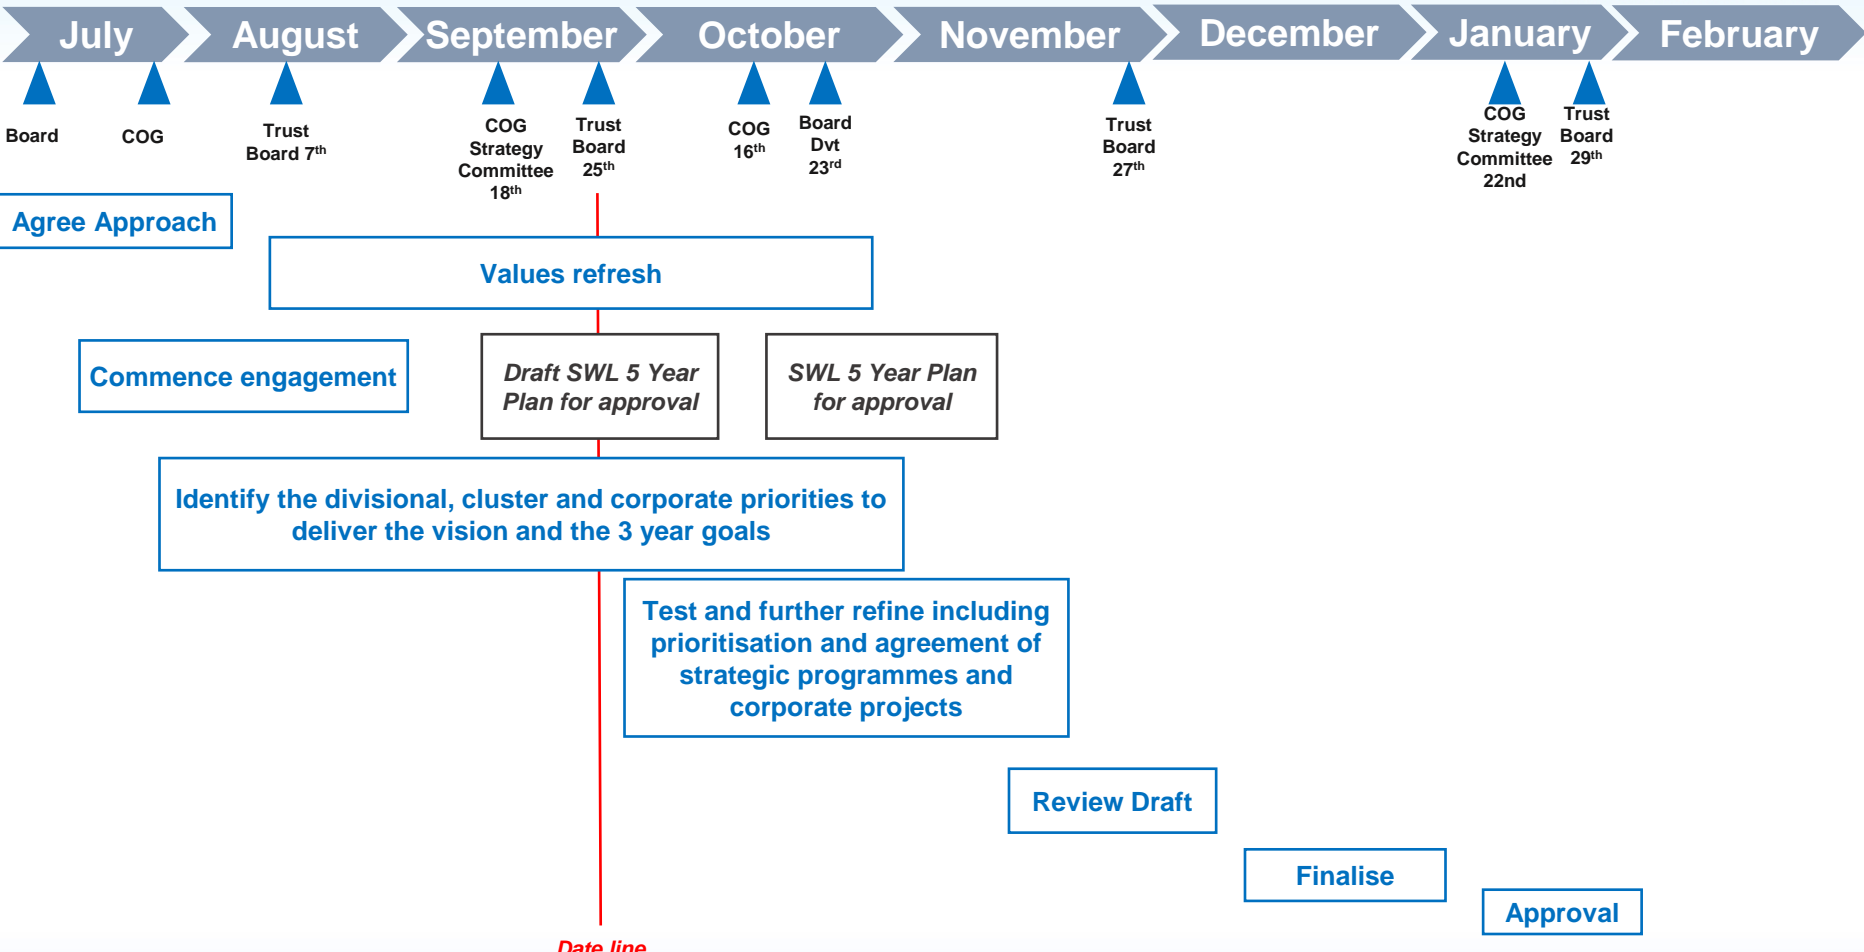 July August September October November December January February
Board
COG
Trust
Board 7th
COG
Strategy
Committee
18th
Trust
Board
25th
COG
16th
Board
Dvt
23rd
Trust
Board
27th
COG
Strategy
Committee
22nd
Trust
Board
29th
Agree Approach
Values refresh
Commence engagement
Draft SWL 5 Year
Plan for approval
SWL 5 Year Plan
for approval
Identify the divisional, cluster and corporate priorities to
deliver the vision and the 3 year goals
Test and further refine including
prioritisation and agreement of
strategic programmes and
corporate projects
Review Draft
Finalise
Approval
Date line